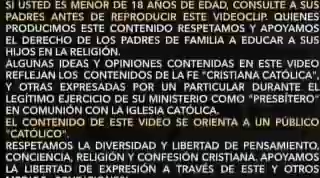 SI USTED ES MENOR DE 18 AÑOS DE EDAD, CONSULTE A SUS
PADRES ANTES DE REPRODUCIR ESTE VIDEOCLIP. QUIENES
PRODUCIMOS ESTE CONTENIDO RESPETAMOS Y APOYAMOS
EL DERECHO DE LOS PADRES DE FAMILIA A EDUCAR A SUS
HIJOS EN LA RELIGIÓN.
ALGUNAS IDEAS Y OPINIONES CONTENIDAS EN ESTE VIDEO
REFLEJAN LOS CONTENIDOS DE LA FE "CRISTIANA CATÓLICA",
Y OTRAS EXPRESADAS POR UN PARTICULAR DURANTE EL
LEGÍTIMO EJERCICIO DE SU MINISTERIO COMO "PRESBÍTERO"
EN COMUNIÓN CON LA IGLESIA CATÓLICA.
EL CONTENIDO DE ESTE VIDEO SE ORIENTA A UN PÚBLICO
"CATÓLICO".
RESPETAMOS LA DIVERSIDAD Y LIBERTAD DE PENSAMIENTO,
CONCIENCIA, RELIGIÓN Y CONFESIÓN CRISTIANA. APOYAMOS
LA LIBERTAD DE EXPRESIÓN A TRAVÉS DE ESTE Y OTROS